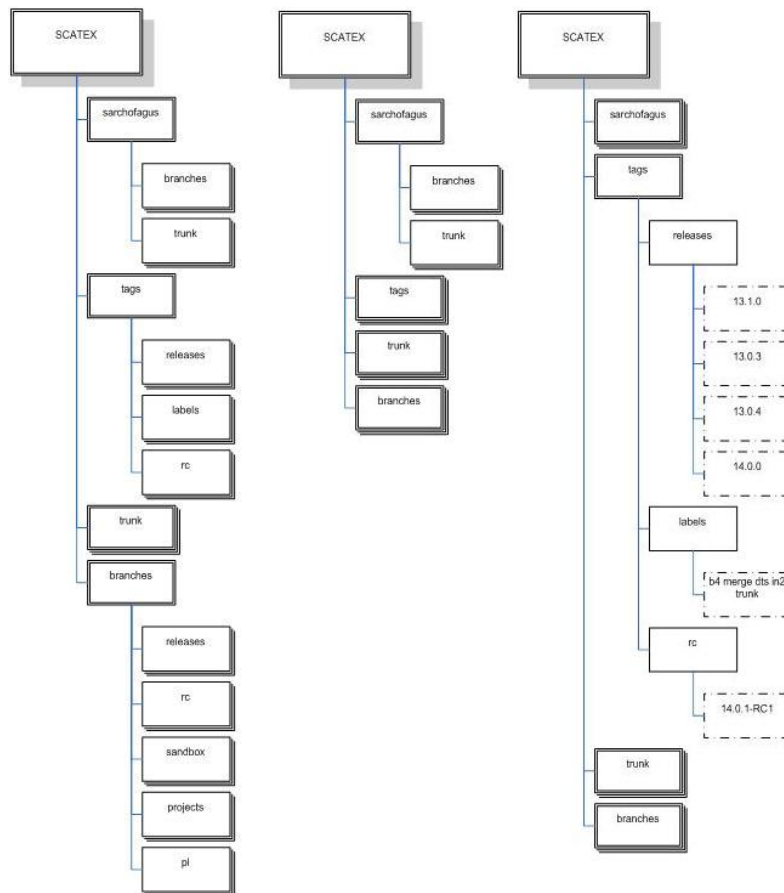 SCATEX
sarchofagus
branches
trunk
tags
releases
labels
rc
trunk
branches
releases
rc
sandbox
projects
pl
SCATEX
sarchofagus
branches
trunk
tags
trunk
branches
SCATEX
sarchofagus
tags
releases
13.1.0
13.0.3
13.0.4
14.0.0
labels
b4 merge dts in2
trunk
rc
14.0.1-RC1
trunk
branches